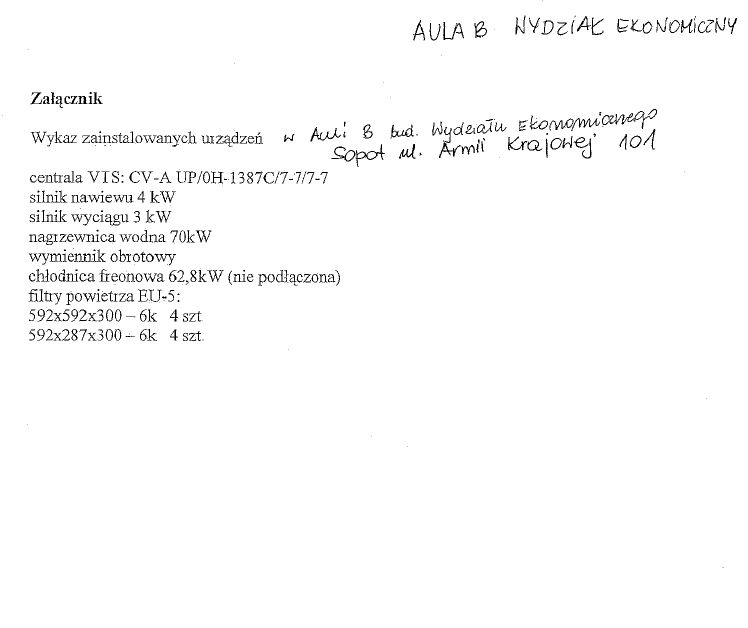 AULA B WYDZIAŁ EKONOMICZNY
Załącznik
Wykaz zainstalowanych urządzeń w Auli B bud. Wydziału Ekonomicznego
Sopot ul. Armii Krajowej 101
centrala VTS: CV-A UP/0H-1387C/7-7/7-7
silnik nawiewu 4 kW
silnik wyciągu 3 kW
nagrzewnica wodna 70kW
wymiennik obrotowy
chłodnica freonowa 62,8kW (nie podłączona)
filtry powietrza EU-5:
592x592x300 – 6k 4 szt
592x287x300 – 6k 4 szt.